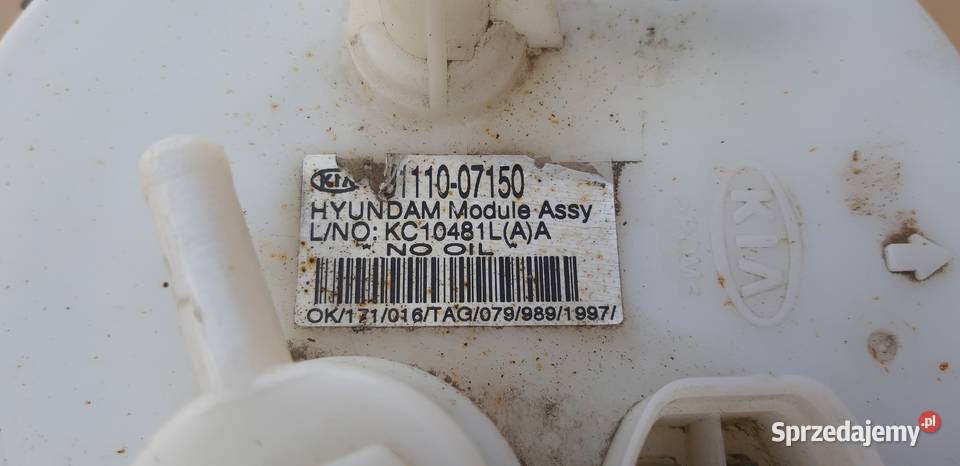 KIA 31110-07150
HYUNDAM Module Assy
L/NO: KC10481L(A)A
NO OIL
OK/171/016/TAG/079/989/1997/
KIA
Sprzedajemy.pl